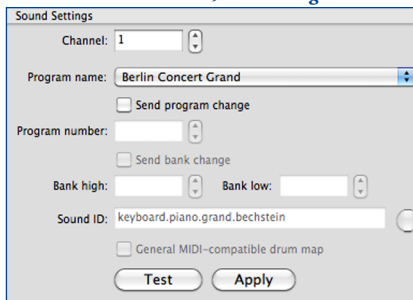 Sound Settings
Channel: 1
Program name: Berlin Concert Grand
Send program change
Program number:
Send bank change
Bank high: Bank low:
Sound ID: keyboard.piano.grand.bechstein
General MIDI-compatible drum map
Test Apply